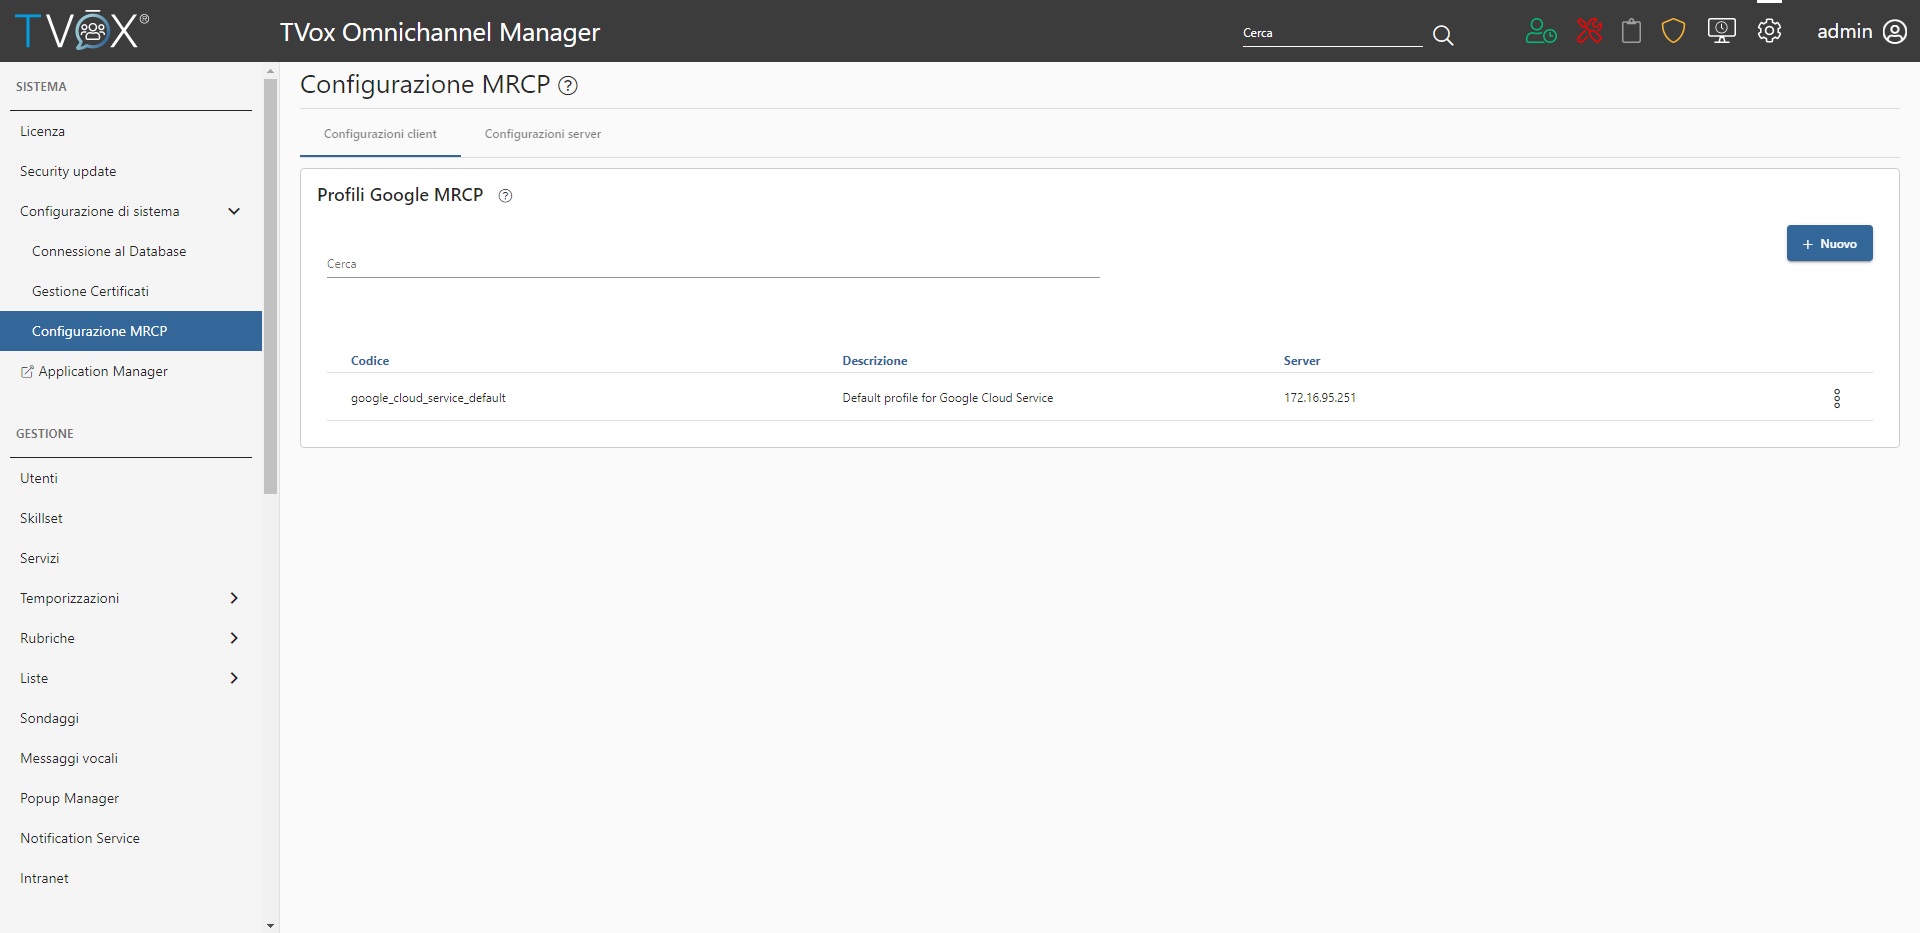 TVOX®
TVox Omnichannel Manager
Cerca
admin
SISTEMA
Licenza
Security update
Configurazione di sistema
Connessione al Database
Gestione Certificati
Configurazione MRCP
Application Manager
GESTIONE
Utenti
Skillset
Servizi
Temporizzazioni
Rubriche
Liste
Sondaggi
Messaggi vocali
Popup Manager
Notification Service
Intranet
Configurazione MRCP ?
Configurazioni client Configurazioni server
Profili Google MRCP ?
+ Nuovo
Cerca
Codice Descrizione Server
google_cloud_service_default Default profile for Google Cloud Service 172.16.95.251